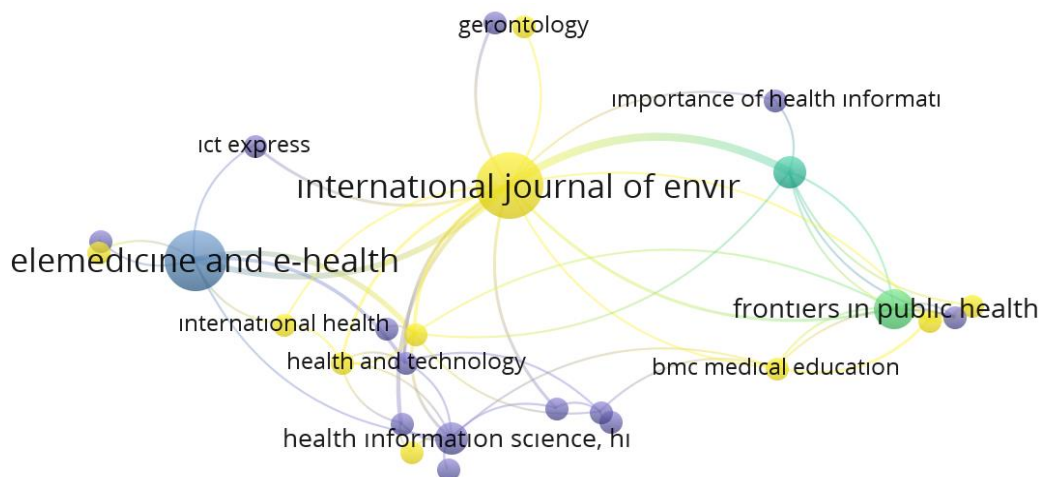 gerontology
ımportance of health ınformatı
ıct express
ınternatıonal journal of envır
elemedıcıne and e-health
frontıers ın publıc health
ınternatıonal health
health and technology
bmc medıcal educatıon
health ınformatıon scıence, hı